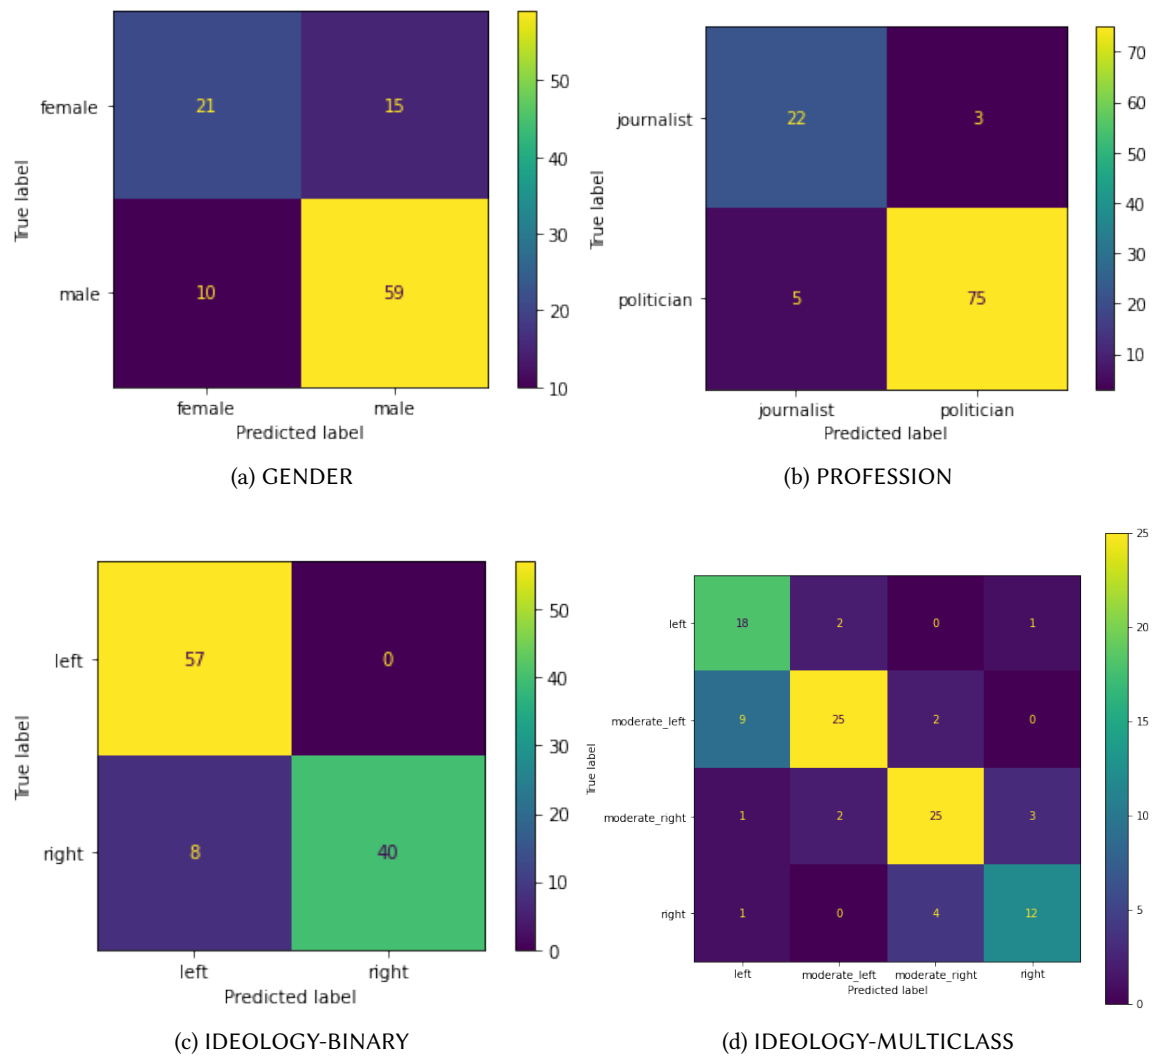 female 21 15
male 10 59
female male
Predicted label
True label
50
40
30
20
10
(a) GENDER
journalist 22 3
politician 5 75
journalist politician
Predicted label
True label
70
60
50
40
30
20
10
(b) PROFESSION
left 57 0
right 8 40
left right
Predicted label
True label
50
40
30
20
10
0
(c) IDEOLOGY-BINARY
left 18 2 0 1
moderate_left 9 25 2 0
moderate_right 1 2 25 3
right 1 0 4 12
left moderate_left moderate_right right
Predicted label
True label
25
20
15
10
5
0
(d) IDEOLOGY-MULTICLASS